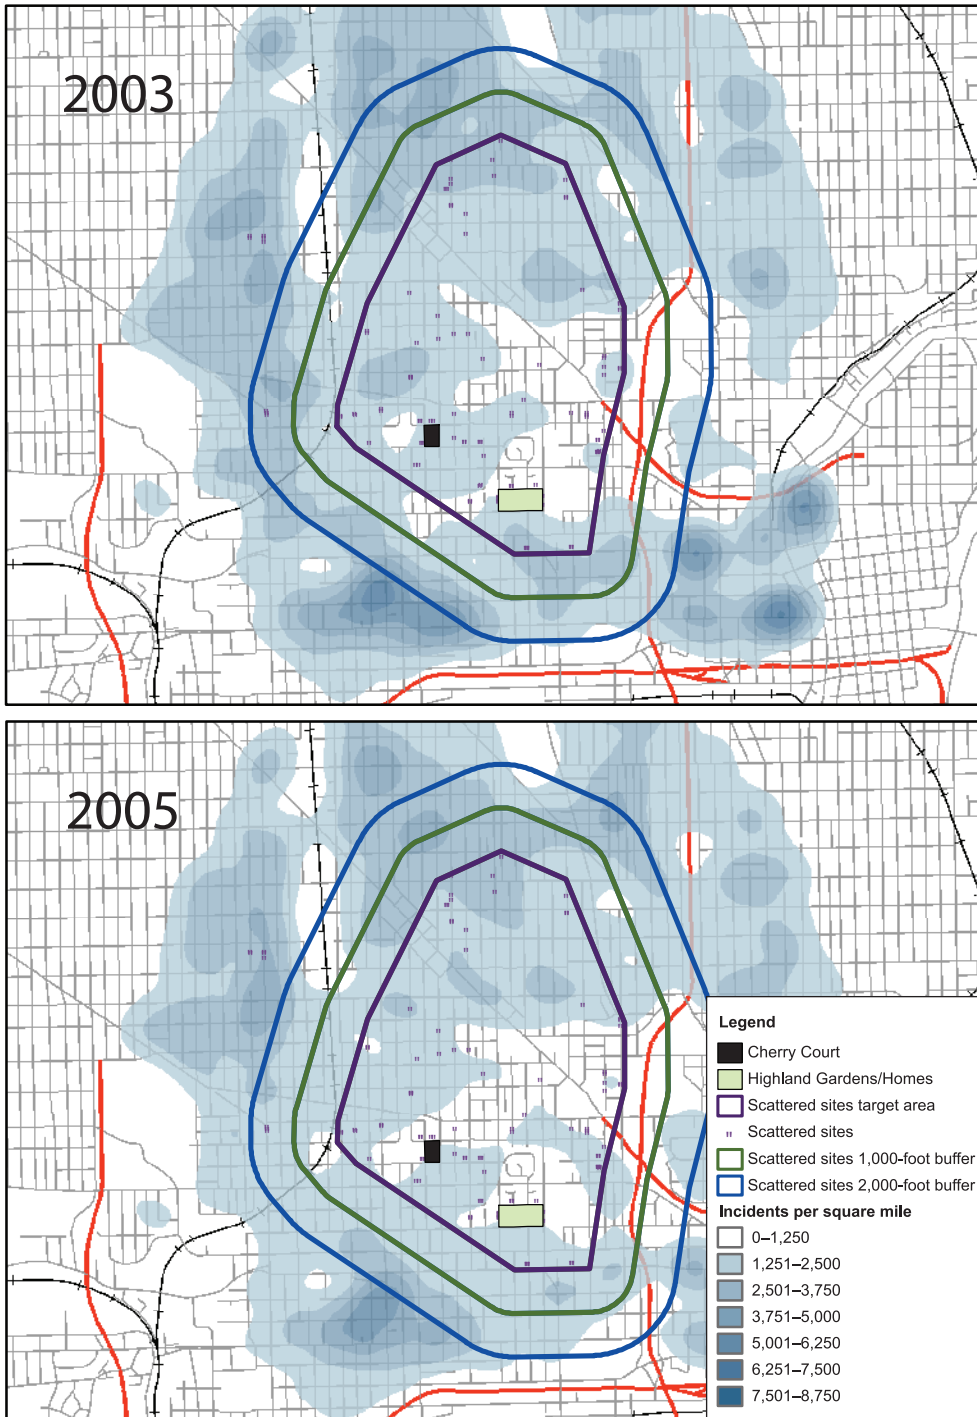 2003
2005
Legend
Cherry Court
Highland Gardens/Homes
Scattered sites target area
Scattered sites
Scattered sites 1,000-foot buffer
Scattered sites 2,000-foot buffer
Incidents per square mile
0–1,250
1,251–2,500
2,501–3,750
3,751–5,000
5,001–6,250
6,251–7,500
7,501–8,750